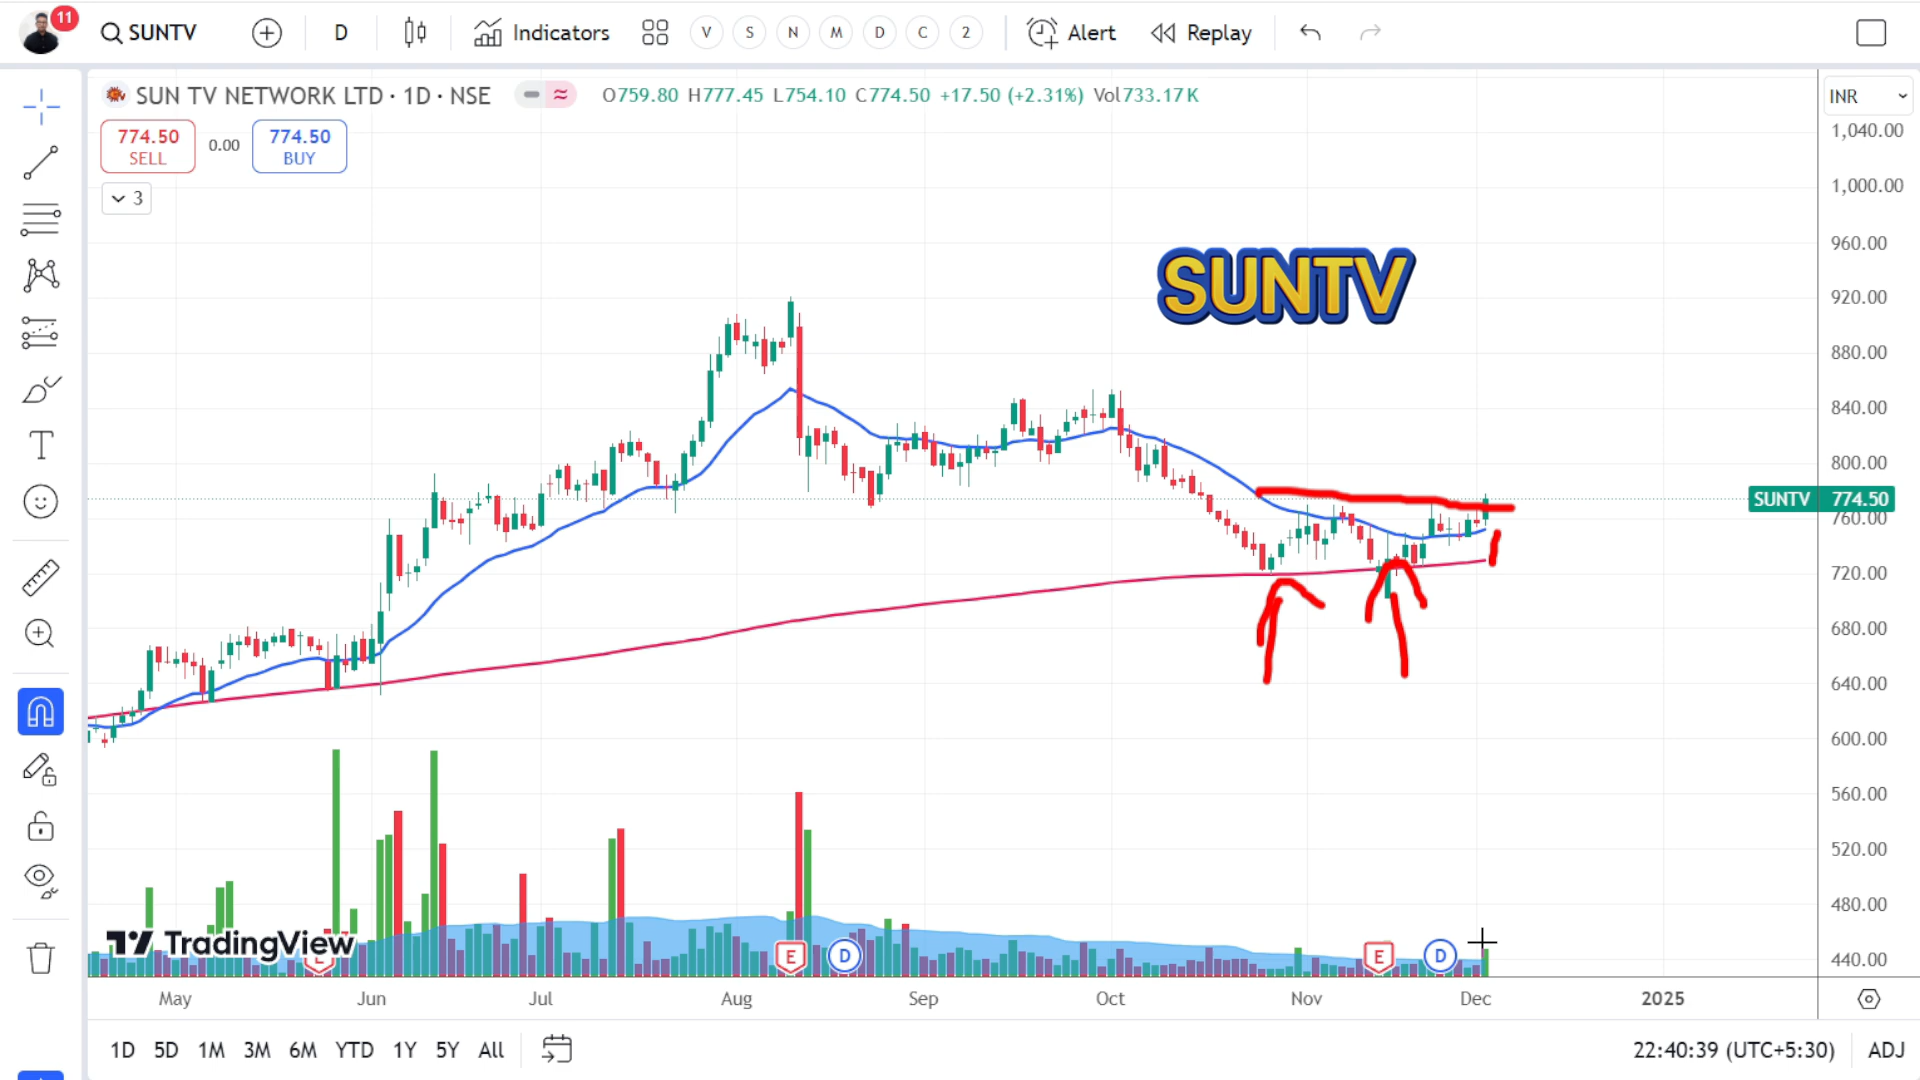 11
SUNTV
D
Indicators
V
S
N
M
D
C
2
Alert
Replay
SUN TV NETWORK LTD · 1D · NSE
O759.80 H777.45 L754.10 C774.50 +17.50 (+2.31%) Vol733.17K
INR
774.50
SELL
0.00
774.50
BUY
3
1,040.00
1,000.00
960.00
920.00
880.00
840.00
800.00
SUNTV 774.50
760.00
720.00
680.00
640.00
600.00
560.00
520.00
480.00
440.00
SUNTV
TradingView
E
E
D
E
D
May
Jun
Jul
Aug
Sep
Oct
Nov
Dec
2025
1D 5D 1M 3M 6M YTD 1Y 5Y All
22:40:39 (UTC+5:30)
ADJ